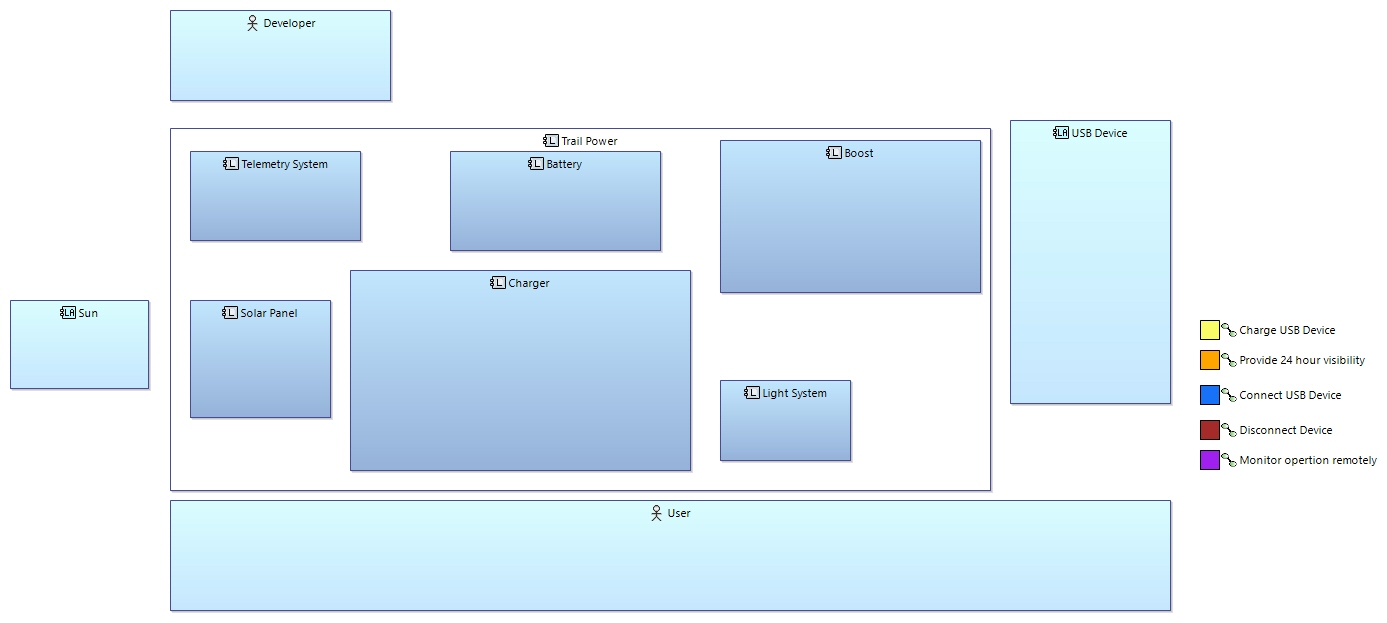 Developer
Trail Power
USB Device
Telemetry System
Battery
Boost
Charger
Sun
Solar Panel
Light System
Charge USB Device
Provide 24 hour visibility
Connect USB Device
Disconnect Device
Monitor opertion remotely
User